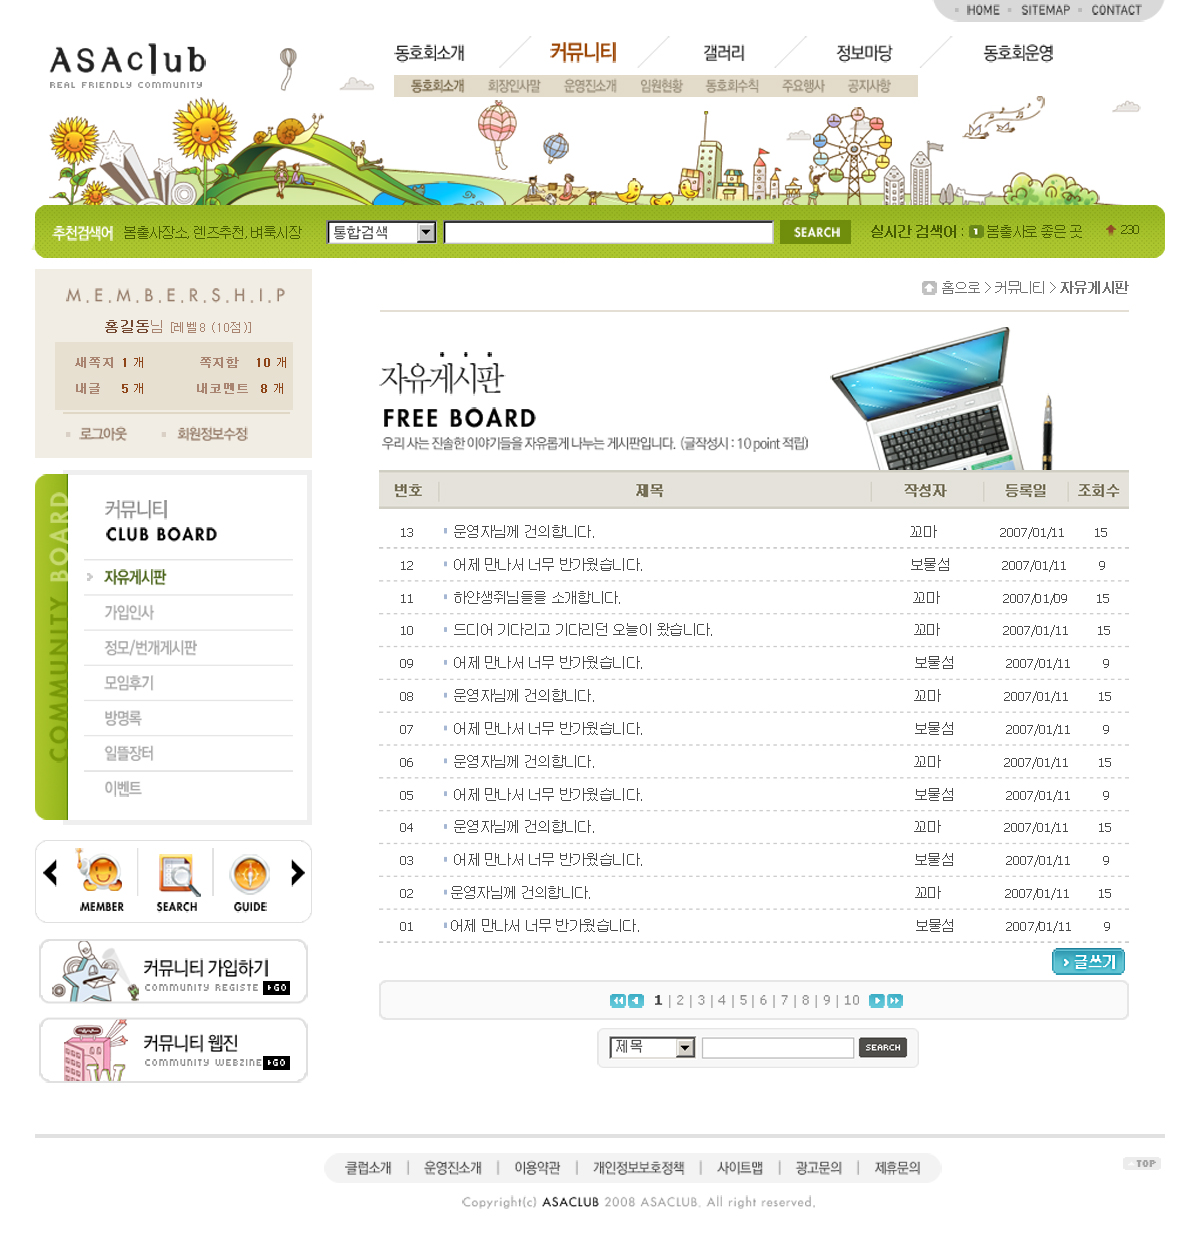 HOME SITEMAP CONTACT
ASAclub
REAL FRIENDLY COMMUNITY
동호회소개 커뮤니티 갤러리 정보마당 동호회운영
동호회소개 회장인사말 운영진소개 임원현황 동호회수칙 주요행사 공지사항
추천검색어 봄출사장소, 렌즈추천, 벼룩시장 통합검색 SEARCH 실시간 검색어 : 1 봄출사로 좋은 곳 230
M.E.M.B.E.R.S.H.I.P
홍길동님 [레벨8 (10점)]
새쪽지 1 개 쪽지함 10 개
내글 5 개 내코멘트 8 개
로그아웃 회원정보수정
COMMUNITY BOARD
커뮤니티
CLUB BOARD
자유게시판
가입인사
정모/번개게시판
모임후기
방명록
일뜰장터
이벤트
MEMBER SEARCH GUIDE
커뮤니티 가입하기
COMMUNITY REGISTE GO
커뮤니티 웹진
COMMUNITY WEBZINE GO
홈으로 > 커뮤니티 > 자유게시판
자유게시판
FREE BOARD
우리 사는 진솔한 이야기들을 자유롭게 나누는 게시판입니다. (글작성시 : 10 point 적립)
번호 제목 작성자 등록일 조회수
13 운영자님께 건의합니다. 꼬마 2007/01/11 15
12 어제 만나서 너무 반가웠습니다. 보물섬 2007/01/11 9
11 하얀생쥐님들을 소개합니다. 꼬마 2007/01/09 15
10 드디어 기다리고 기다리던 오늘이 왔습니다. 꼬마 2007/01/11 15
09 어제 만나서 너무 반가웠습니다. 보물섬 2007/01/11 9
08 운영자님께 건의합니다. 꼬마 2007/01/11 15
07 어제 만나서 너무 반가웠습니다. 보물섬 2007/01/11 9
06 운영자님께 건의합니다. 꼬마 2007/01/11 15
05 어제 만나서 너무 반가웠습니다. 보물섬 2007/01/11 9
04 운영자님께 건의합니다. 꼬마 2007/01/11 15
03 어제 만나서 너무 반가웠습니다. 보물섬 2007/01/11 9
02 운영자님께 건의합니다. 꼬마 2007/01/11 15
01 어제 만나서 너무 반가웠습니다. 보물섬 2007/01/11 9
글쓰기
1 | 2 | 3 | 4 | 5 | 6 | 7 | 8 | 9 | 10
제목 SEARCH
클럽소개 | 운영진소개 | 이용약관 | 개인정보보호정책 | 사이트맵 | 광고문의 | 제휴문의
TOP
Copyright(c) ASACLUB 2008 ASACLUB. All right reserved.